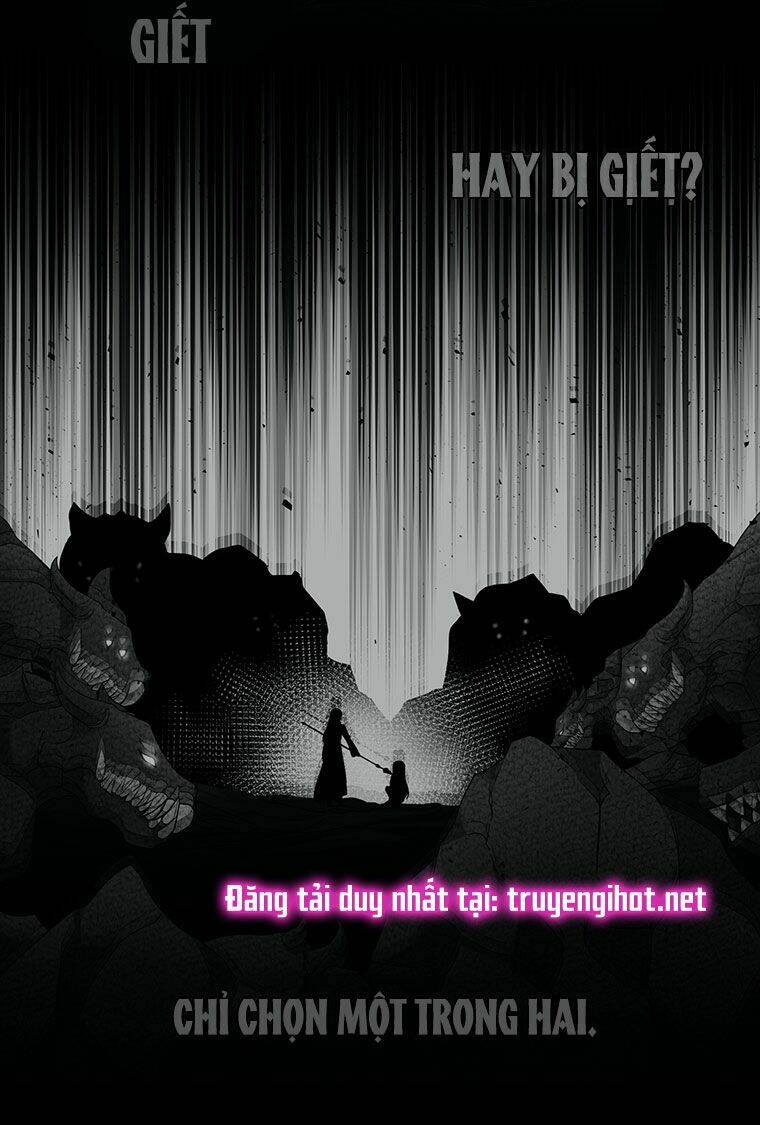 GIẾT
HAY BỊ GIẾT?
Đăng tải duy nhất tại: truyengihot.net
CHỈ CHỌN MỘT TRONG HAI.